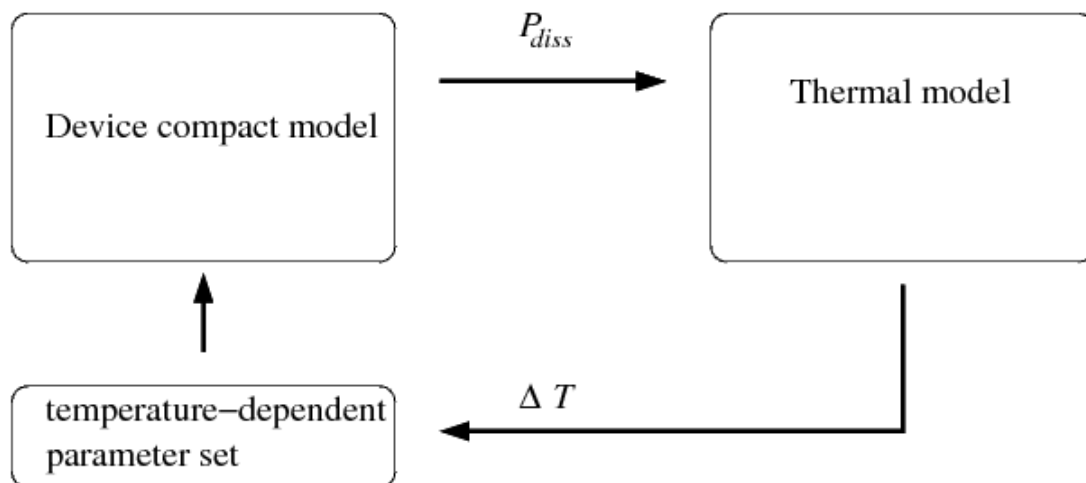 P_diss
Device compact model
Thermal model
Δ T
temperature−dependent
parameter set